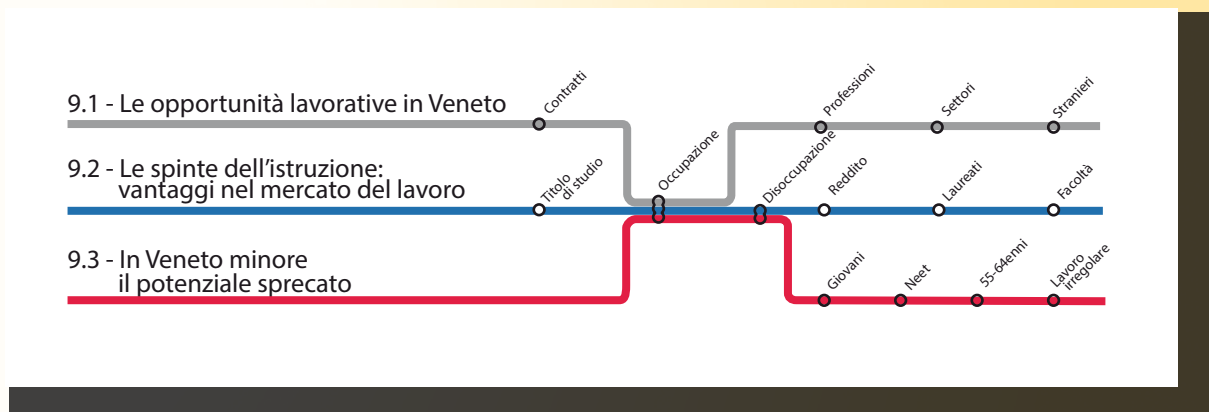 9.1 - Le opportunità lavorative in Veneto
Contratti
Professioni
Settori
Stranieri
9.2 - Le spinte dell'istruzione:
vantaggi nel mercato del lavoro
Titolo
di studio
Occupazione
Disoccupazione
Reddito
Laureati
Facoltà
9.3 - In Veneto minore
il potenziale sprecato
Giovani
Neet
55-64enni
Lavoro
irregolare